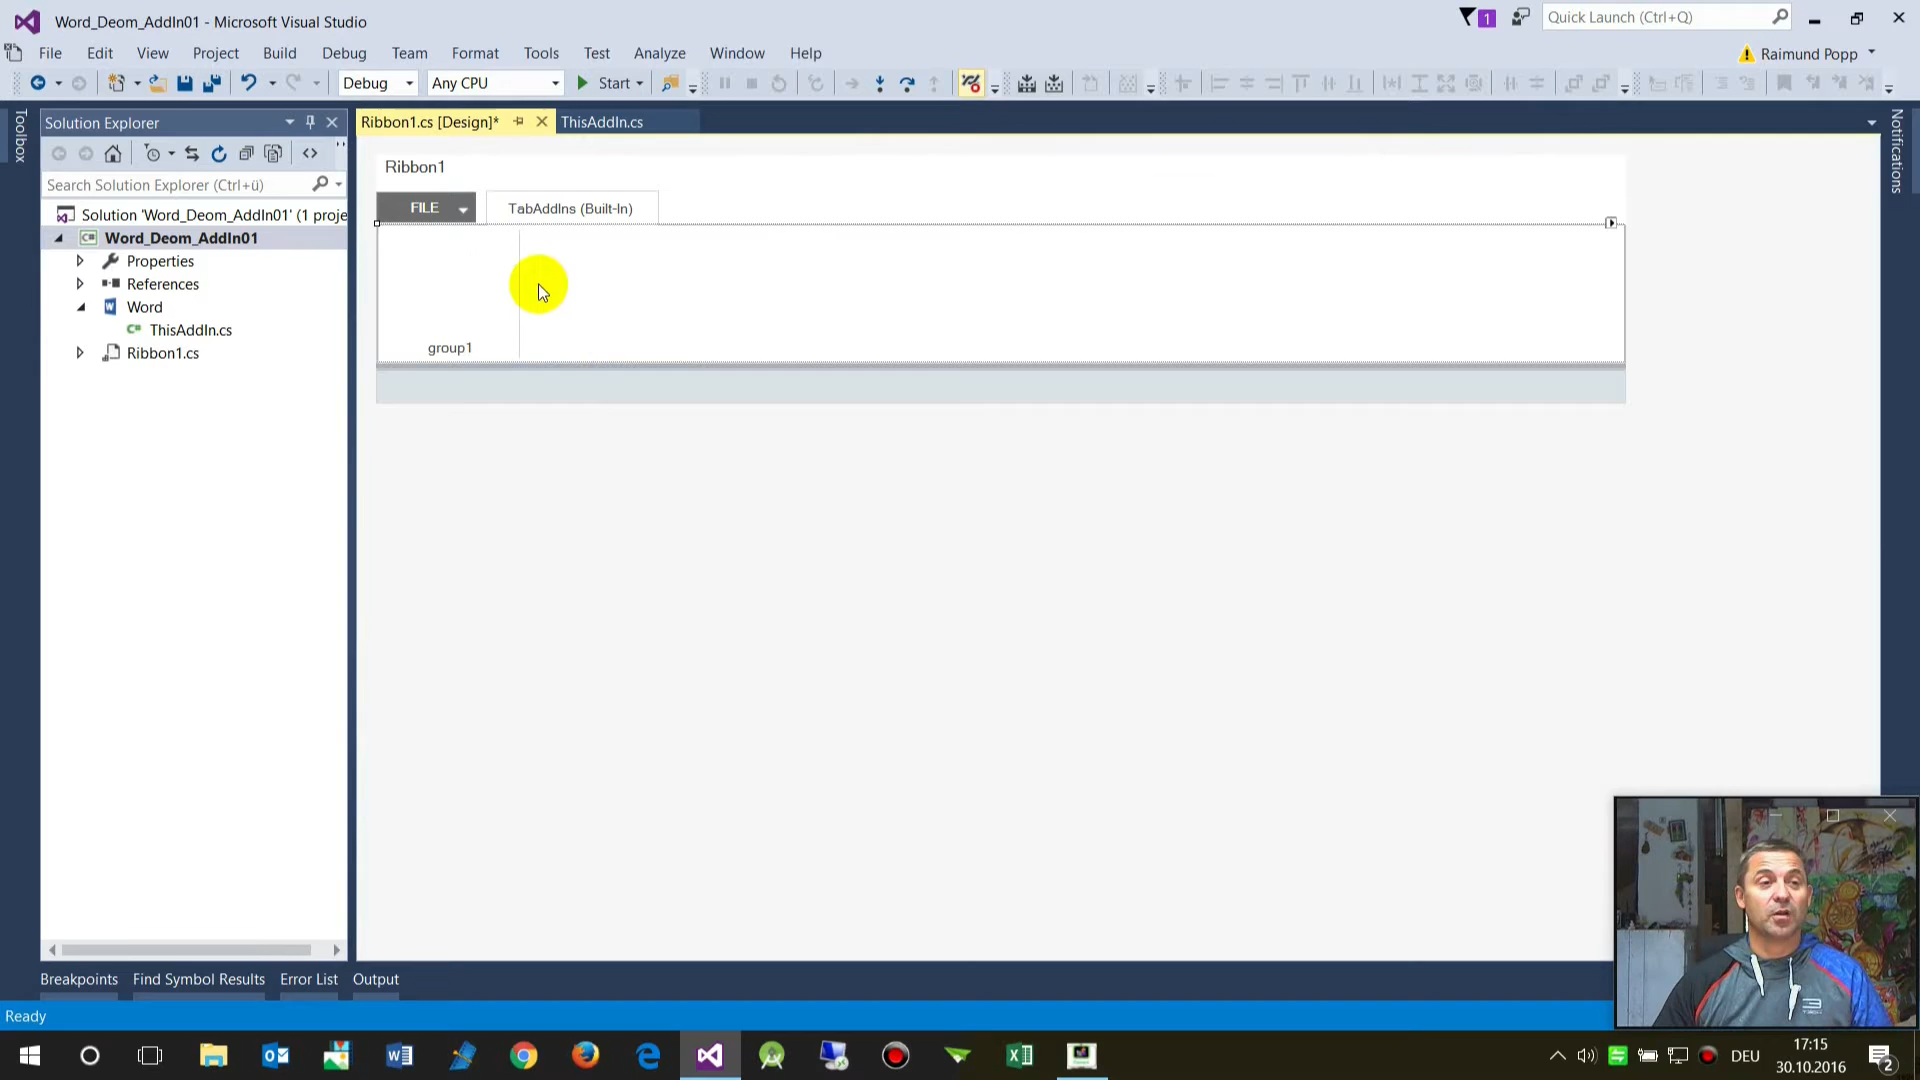 Word_Deom_AddIn01 - Microsoft Visual Studio
1
Quick Launch (Ctrl+Q)
File Edit View Project Build Debug Team Format Tools Test Analyze Window Help
Raimund Popp
Debug Any CPU Start
Toolbox
Solution Explorer
Search Solution Explorer (Ctrl+ü)
Solution 'Word_Deom_AddIn01' (1 proje
Word_Deom_AddIn01
Properties
References
Word
ThisAddIn.cs
Ribbon1.cs
Ribbon1.cs [Design]*
ThisAddIn.cs
Ribbon1
FILE
TabAddIns (Built-In)
group1
Notifications
Breakpoints Find Symbol Results Error List Output
Ready
DEU
17:15
30.10.2016
2